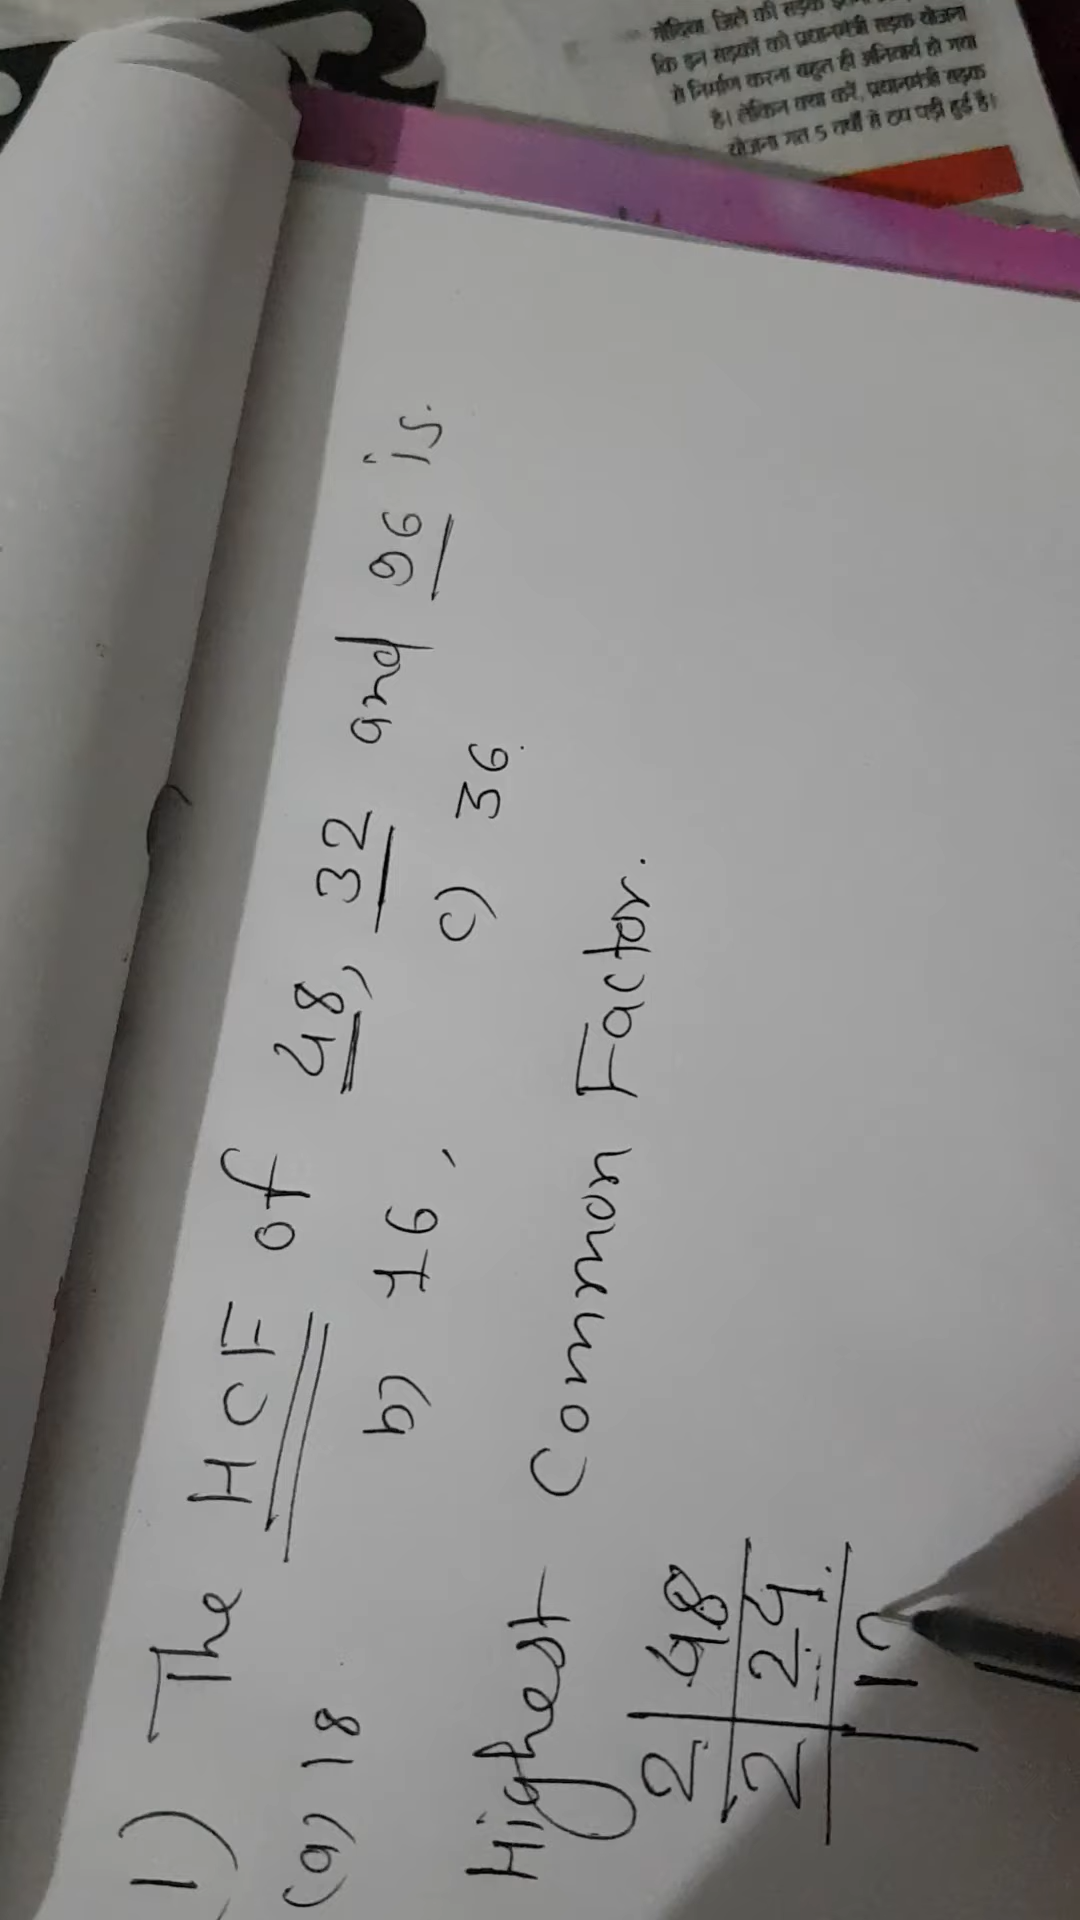 गोंदिया जिले की सड़क
कि इन सड़कों को प्रधानमंत्री सड़क योजना
से निर्माण करना बहुत ही अनिवार्य हो गया
है। लेकिन क्या करें, प्रधानमंत्री सड़क
योजना गत 5 वर्षों से ठप पड़ी हुई है।
1) The HCF of 48, 32 and 96 is.
(a) 18 b) 16, c) 36.
Highest Common Factor.
2 48
2 24
12